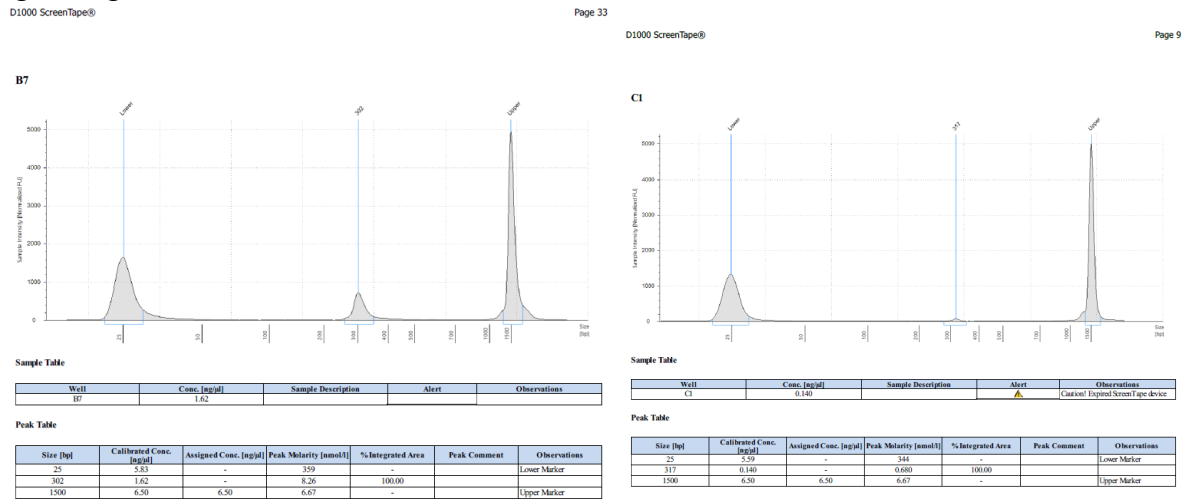 D1000 ScreenTape® Page 33
B7
Lower 302 Upper
5000
4000
3000
2000
1000
0
Sample Intensity [Normalized FU]
25 50 100 200 300 400 500 700 1000 1500 Size [bp]
Sample Table
Well Conc. [ng/µl] Sample Description Alert Observations
B7 1.62
Peak Table
Size [bp] Calibrated Conc. [ng/µl] Assigned Conc. [ng/µl] Peak Molarity [nmol/l] % Integrated Area Peak Comment Observations
25 5.83 - 359 - Lower Marker
302 1.62 - 8.26 100.00
1500 6.50 6.50 6.67 - Upper Marker
D1000 ScreenTape® Page 9
C1
Lower 317 Upper
5000
4000
3000
2000
1000
0
Sample Intensity [Normalized FU]
25 50 100 200 300 400 500 700 1000 1500 Size [bp]
Sample Table
Well Conc. [ng/µl] Sample Description Alert Observations
C1 0.140 Caution! Expired ScreenTape device
Peak Table
Size [bp] Calibrated Conc. [ng/µl] Assigned Conc. [ng/µl] Peak Molarity [nmol/l] % Integrated Area Peak Comment Observations
25 5.59 - 344 - Lower Marker
317 0.140 - 0.680 100.00
1500 6.50 6.50 6.67 - Upper Marker